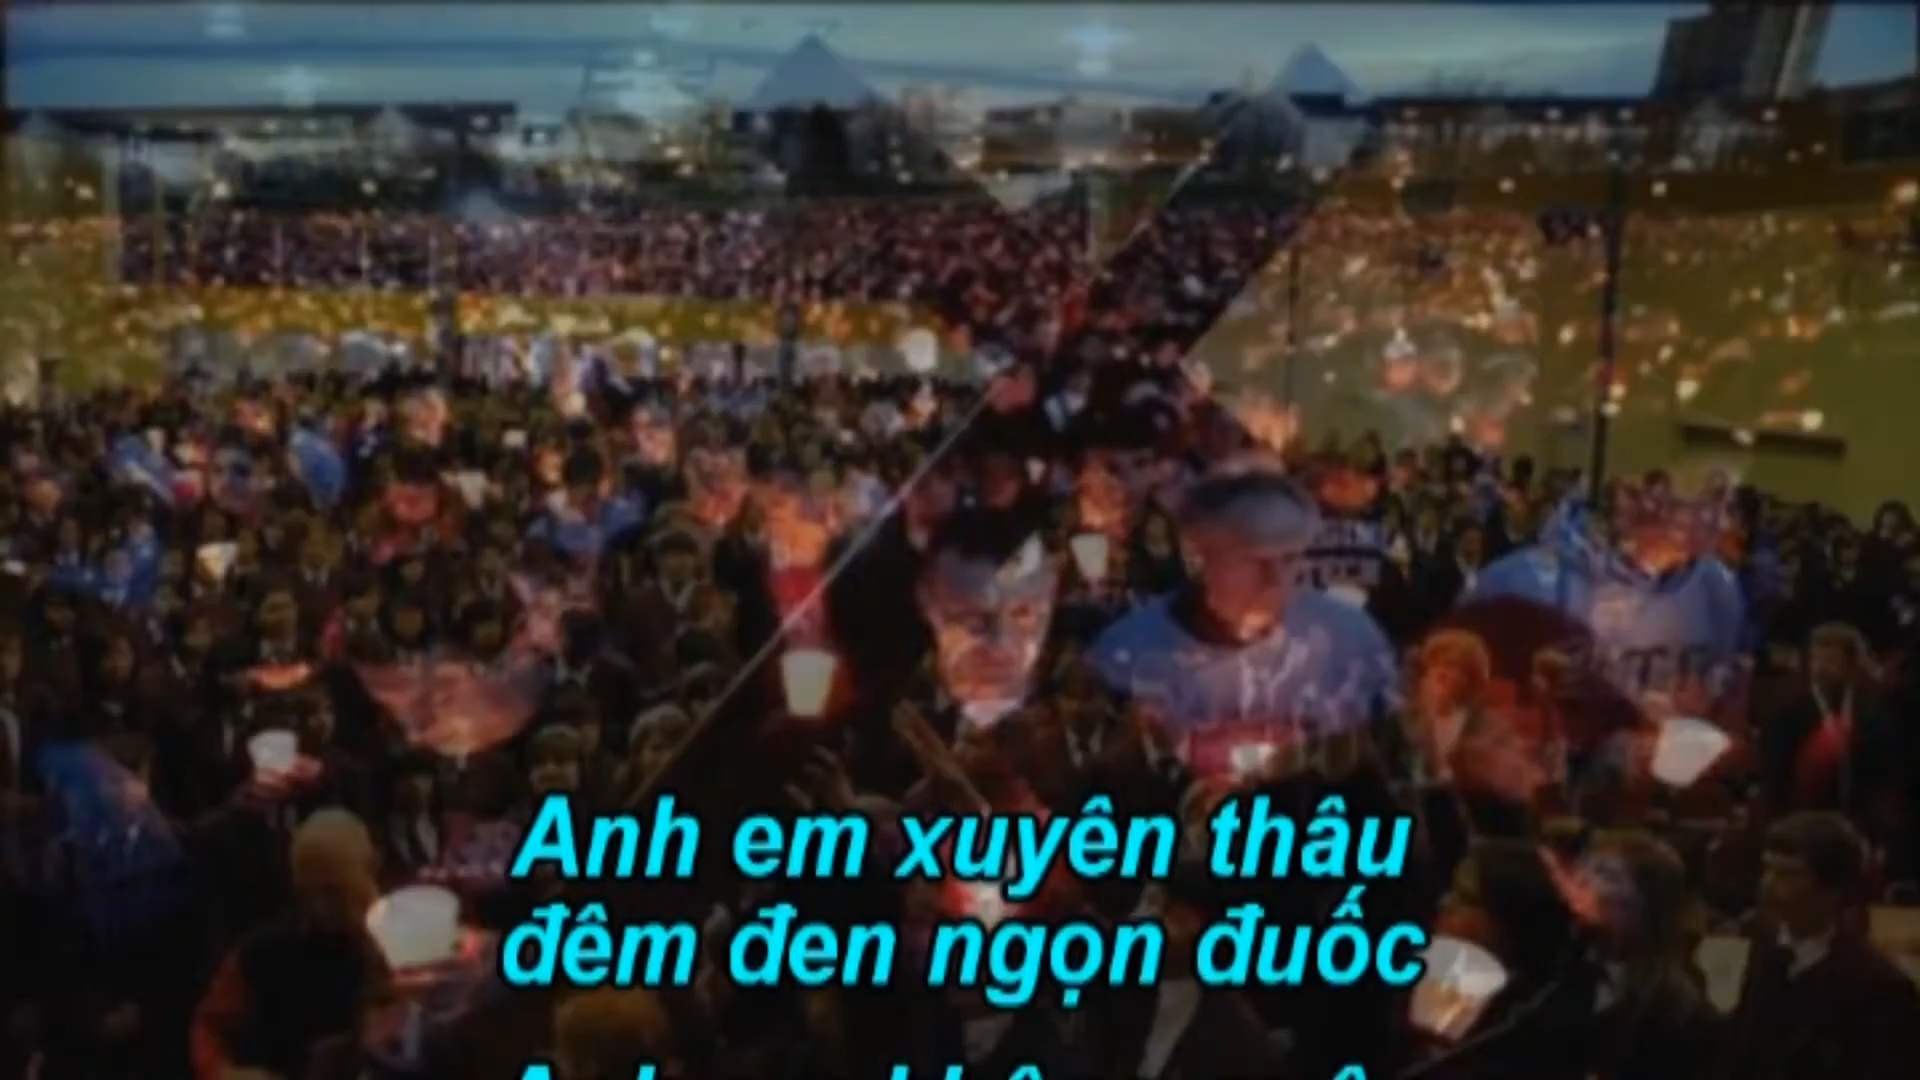 Anh em xuyên thâu
đêm đen ngọn đuốc